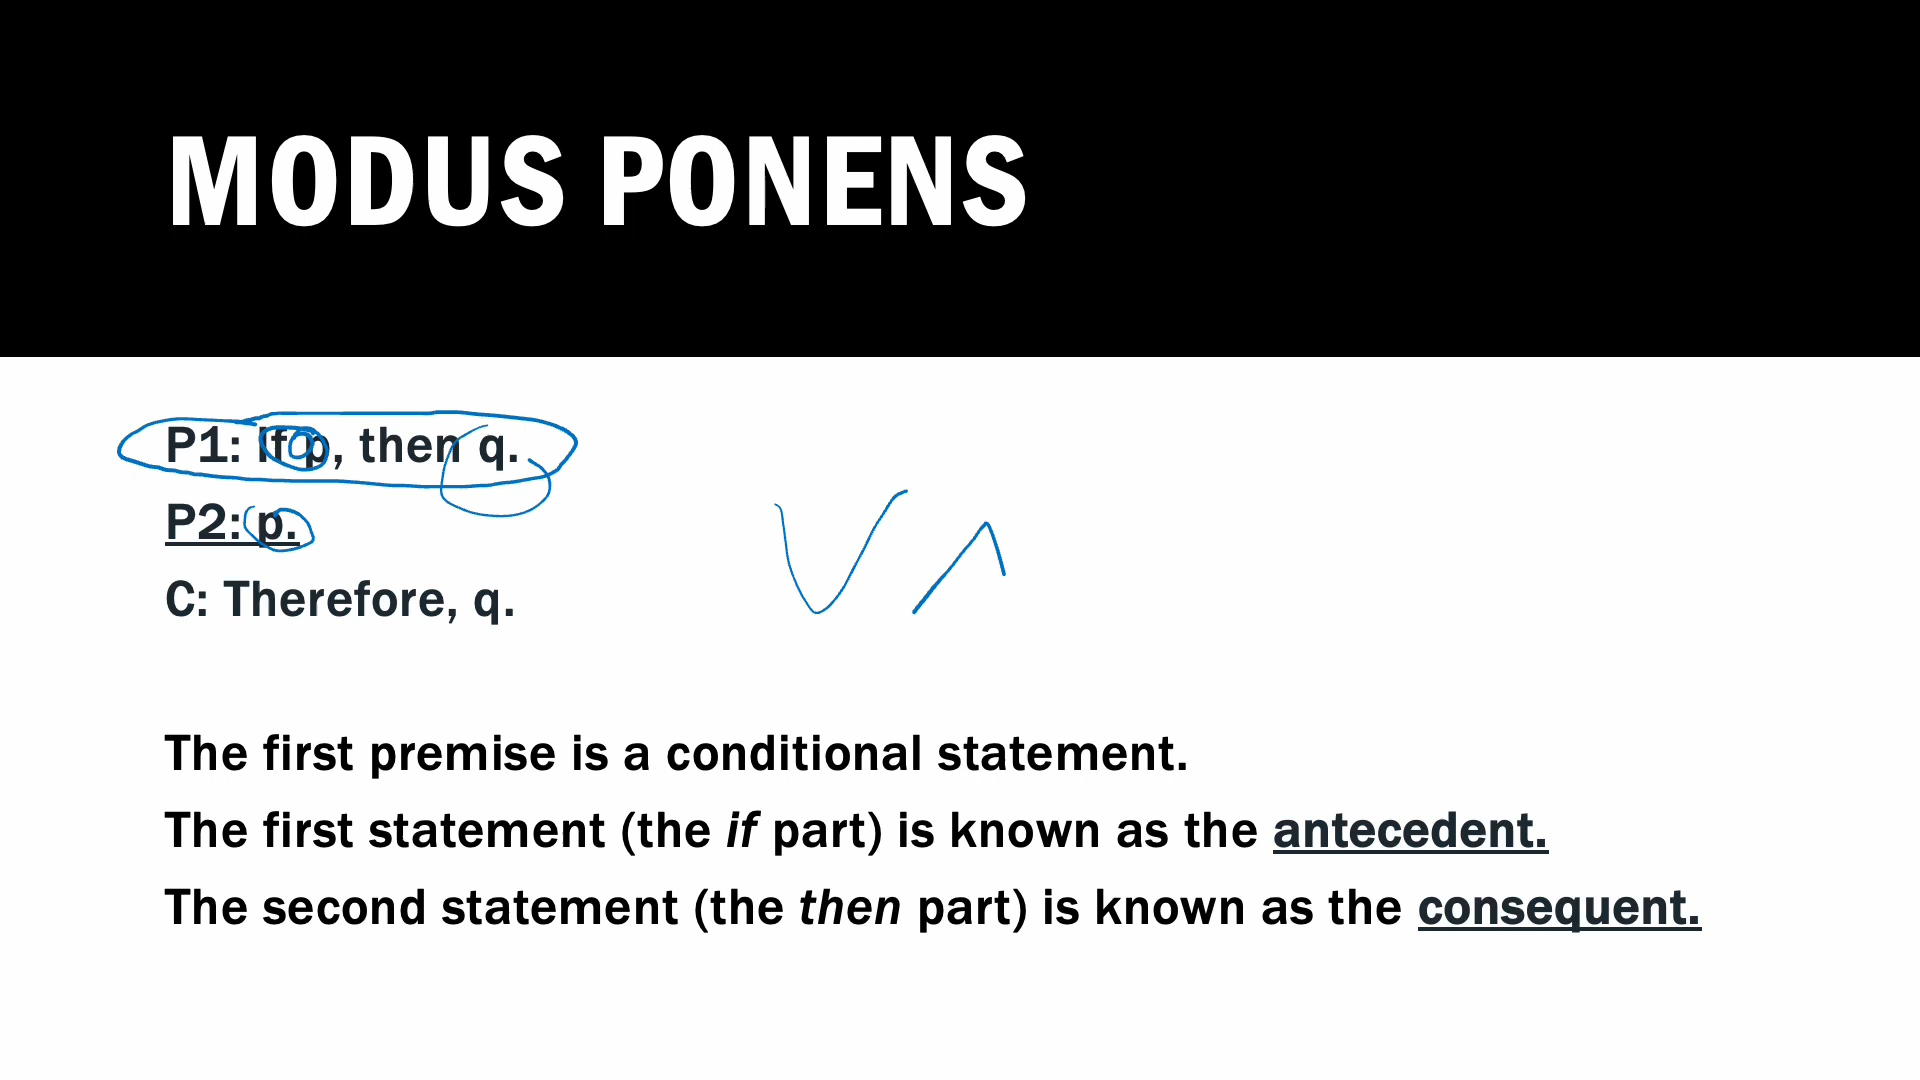 MODUS PONENS
P1: If p, then q.
P2: p.
C: Therefore, q.
∨ ∧
The first premise is a conditional statement.
The first statement (the if part) is known as the antecedent.
The second statement (the then part) is known as the consequent.